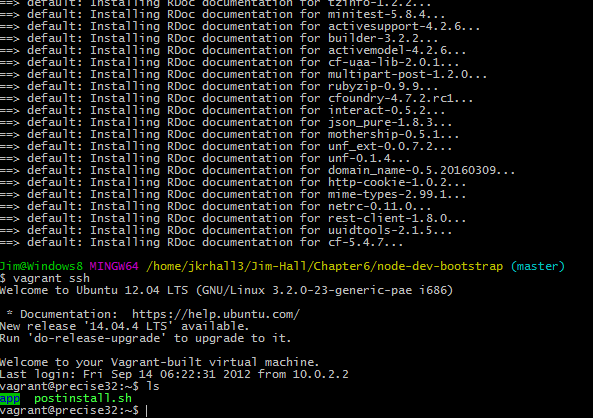 ==> default: Installing RDoc documentation for tzinfo-1.2.2...
==> default: Installing RDoc documentation for minitest-5.8.4...
==> default: Installing RDoc documentation for activesupport-4.2.6...
==> default: Installing RDoc documentation for builder-3.2.2...
==> default: Installing RDoc documentation for activemodel-4.2.6...
==> default: Installing RDoc documentation for cf-uaa-lib-2.0.1...
==> default: Installing RDoc documentation for multipart-post-1.2.0...
==> default: Installing RDoc documentation for rubyzip-0.9.9...
==> default: Installing RDoc documentation for cfoundry-4.7.2.rc1...
==> default: Installing RDoc documentation for interact-0.5.2...
==> default: Installing RDoc documentation for json_pure-1.8.3...
==> default: Installing RDoc documentation for mothership-0.5.1...
==> default: Installing RDoc documentation for unf_ext-0.0.7.2...
==> default: Installing RDoc documentation for unf-0.1.4...
==> default: Installing RDoc documentation for domain_name-0.5.20160309...
==> default: Installing RDoc documentation for http-cookie-1.0.2...
==> default: Installing RDoc documentation for mime-types-2.99.1...
==> default: Installing RDoc documentation for netrc-0.11.0...
==> default: Installing RDoc documentation for rest-client-1.8.0...
==> default: Installing RDoc documentation for uuidtools-2.1.5...
==> default: Installing RDoc documentation for cf-5.4.7...
Jim@Windows8 MINGW64 /home/jkrhall3/Jim-Hall/Chapter6/node-dev-bootstrap (master)
$ vagrant ssh
Welcome to Ubuntu 12.04 LTS (GNU/Linux 3.2.0-23-generic-pae i686)
* Documentation:  https://help.ubuntu.com/
New release '14.04.4 LTS' available.
Run 'do-release-upgrade' to upgrade to it.
Welcome to your Vagrant-built virtual machine.
Last login: Fri Sep 14 06:22:31 2012 from 10.0.2.2
vagrant@precise32:~$ ls
app  postinstall.sh
vagrant@precise32:~$